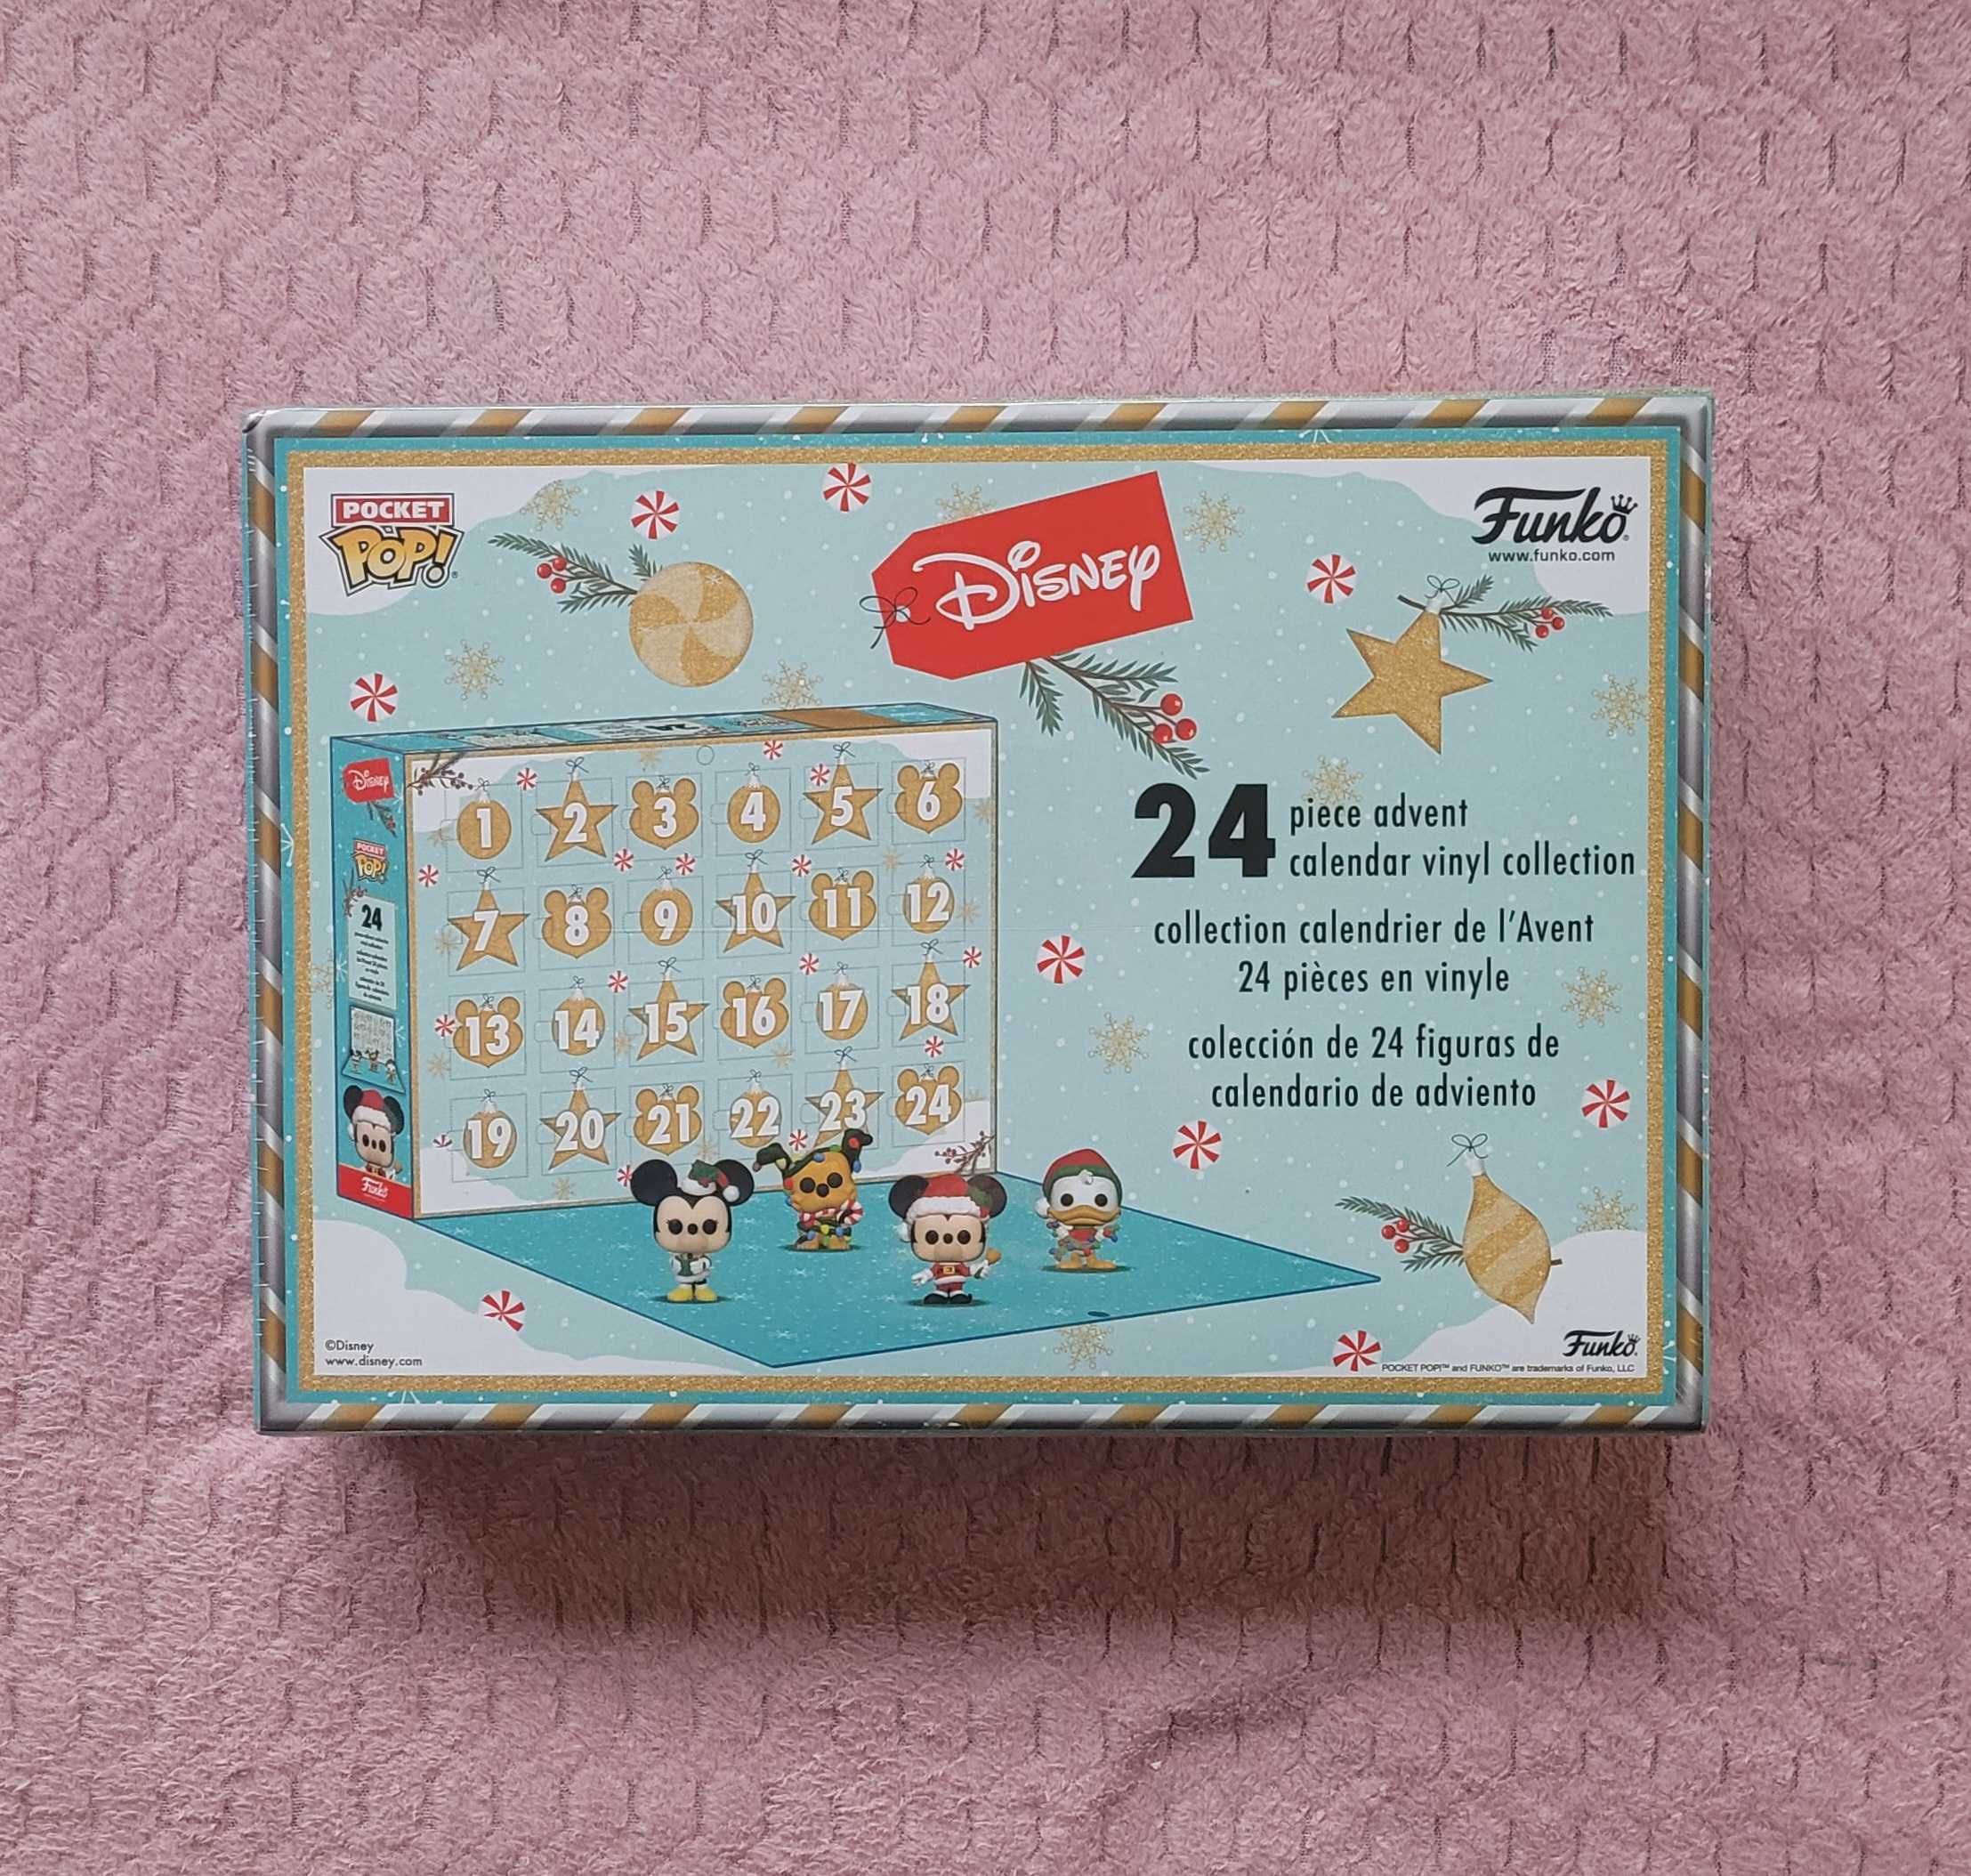 POCKET
POP!
Disney
Funko
www.funko.com
24 piece advent
calendar vinyl collection
collection calendrier de l'Avent
24 pièces en vinyle
colección de 24 figuras de
calendario de adviento
Disney
POCKET
POP!
24
Funko
1 2 3 4 5 6
7 8 9 10 11 12
13 14 15 16 17 18
19 20 21 22 23 24
©Disney
www.disney.com
Funko
POCKET POP!™ and FUNKO™ are trademarks of Funko, LLC